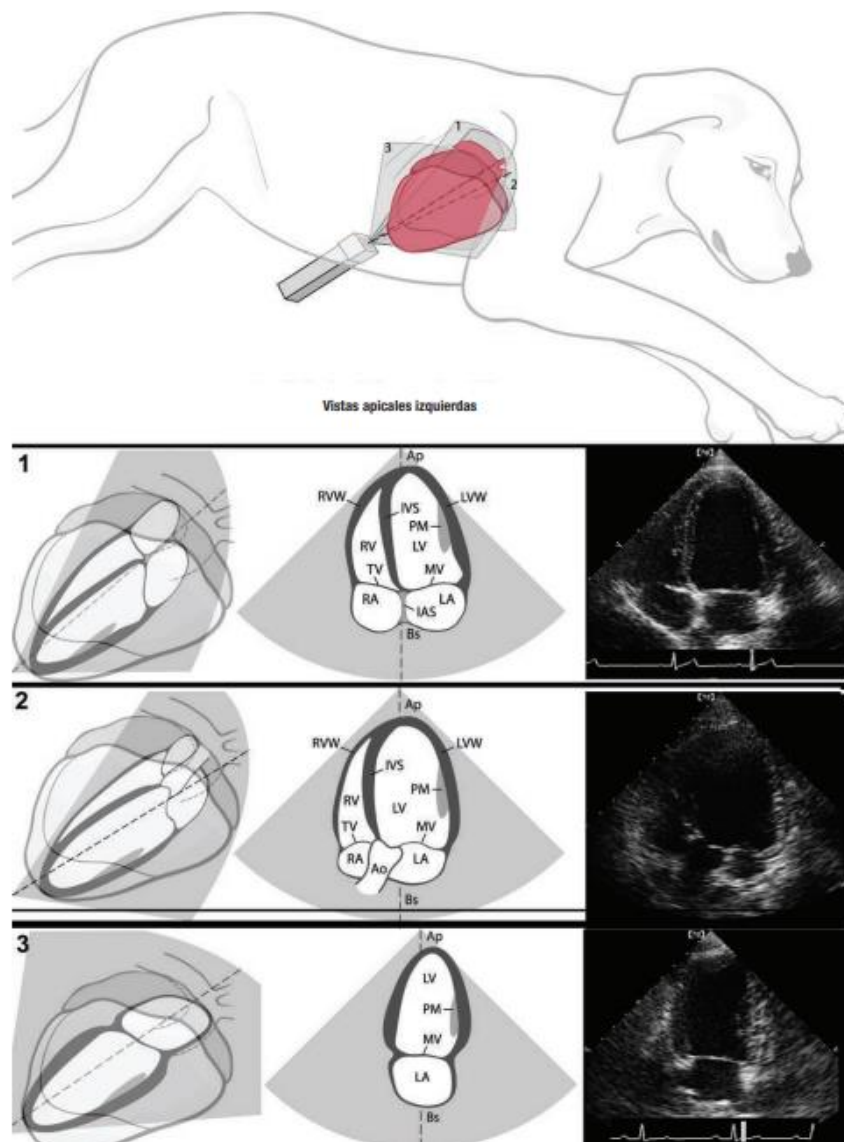 1
3
2
Vistas apicales izquierdas
1
Ap
RVW
LVW
IVS
PM
RV
LV
TV
MV
RA
LA
IAS
Bs
2
Ap
RVW
LVW
IVS
PM
RV
LV
TV
MV
RA
LA
Ao
Bs
3
Ap
LV
PM
MV
LA
Bs